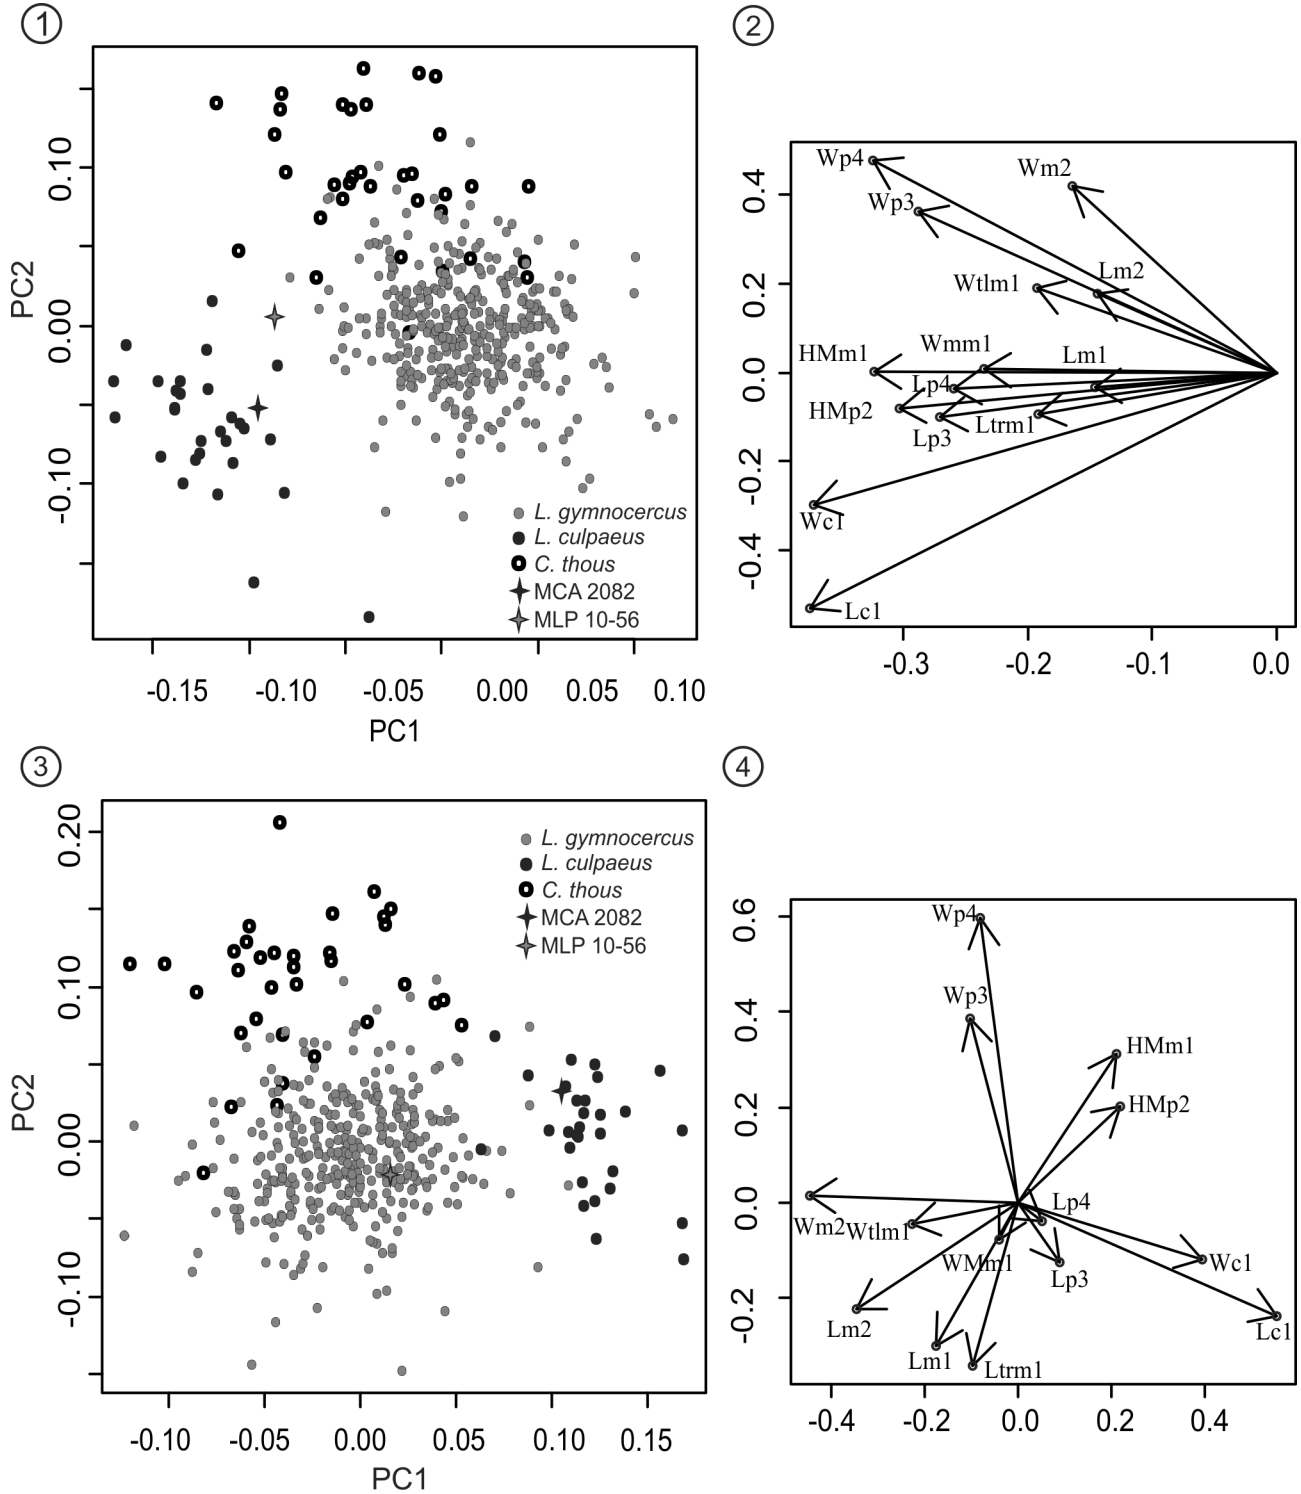 1
PC2
0.10
0.00
-0.10
L. gymnocercus
L. culpaeus
C. thous
MCA 2082
MLP 10-56
-0.15 -0.10 -0.05 0.00 0.05 0.10
PC1
2
0.4
0.2
0.0
-0.2
-0.4
Wp4
Wm2
Wp3
Wtlm1
Lm2
HMm1
Wmm1
Lm1
Lp4
HMp2
Lp3
Ltrm1
Wc1
Lc1
-0.3 -0.2 -0.1 0.0
3
PC2
0.20
0.10
0.00
-0.10
L. gymnocercus
L. culpaeus
C. thous
MCA 2082
MLP 10-56
-0.10 -0.05 0.00 0.05 0.10 0.15
PC1
4
0.6
0.4
0.2
0.0
-0.2
Wp4
Wp3
HMm1
HMp2
Lp4
Wm2
Wtlm1
WMm1
Lp3
Wc1
Lm2
Lc1
Lm1
Ltrm1
-0.4 -0.2 0.0 0.2 0.4